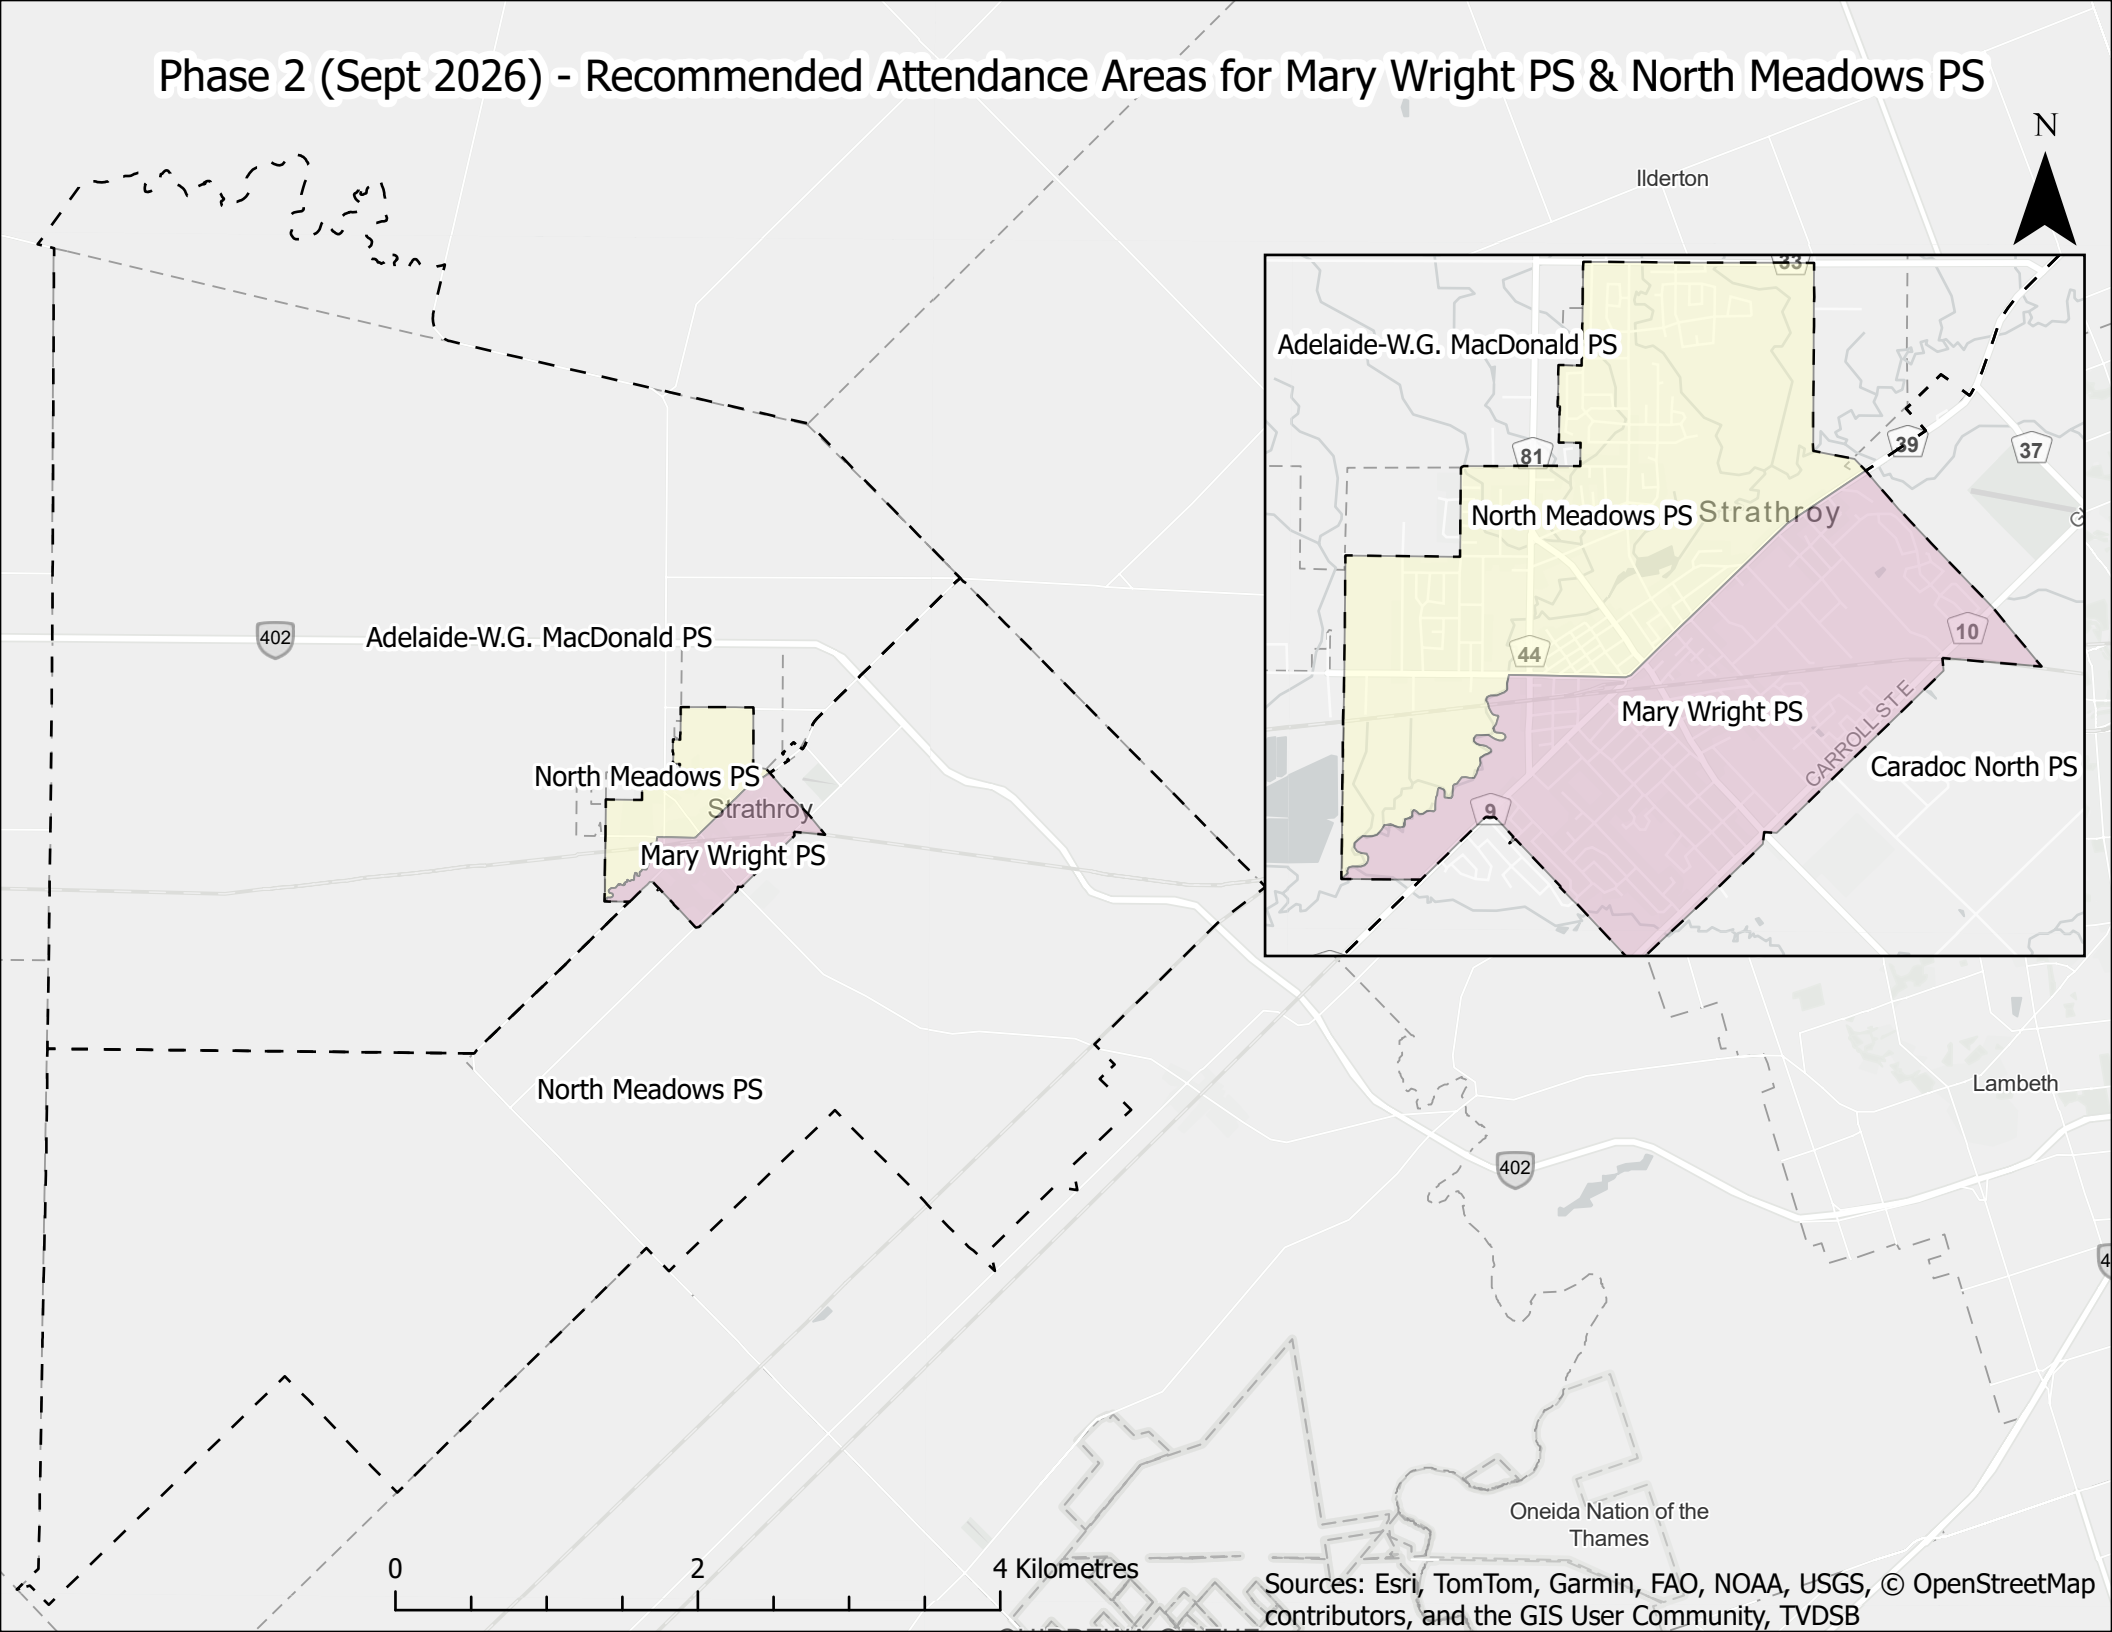 Phase 2 (Sept 2026) - Recommended Attendance Areas for Mary Wright PS & North Meadows PS
N
Ilderton
33
Adelaide-W.G. MacDonald PS
81
39
37
North Meadows PS
Strathroy
10
44
Mary Wright PS
CARROLL ST E
Caradoc North PS
9
402
Adelaide-W.G. MacDonald PS
North Meadows PS
Strathroy
Mary Wright PS
North Meadows PS
Lambeth
402
4
Oneida Nation of the
Thames
0 2 4 Kilometres
Sources: Esri, TomTom, Garmin, FAO, NOAA, USGS, © OpenStreetMap
contributors, and the GIS User Community, TVDSB